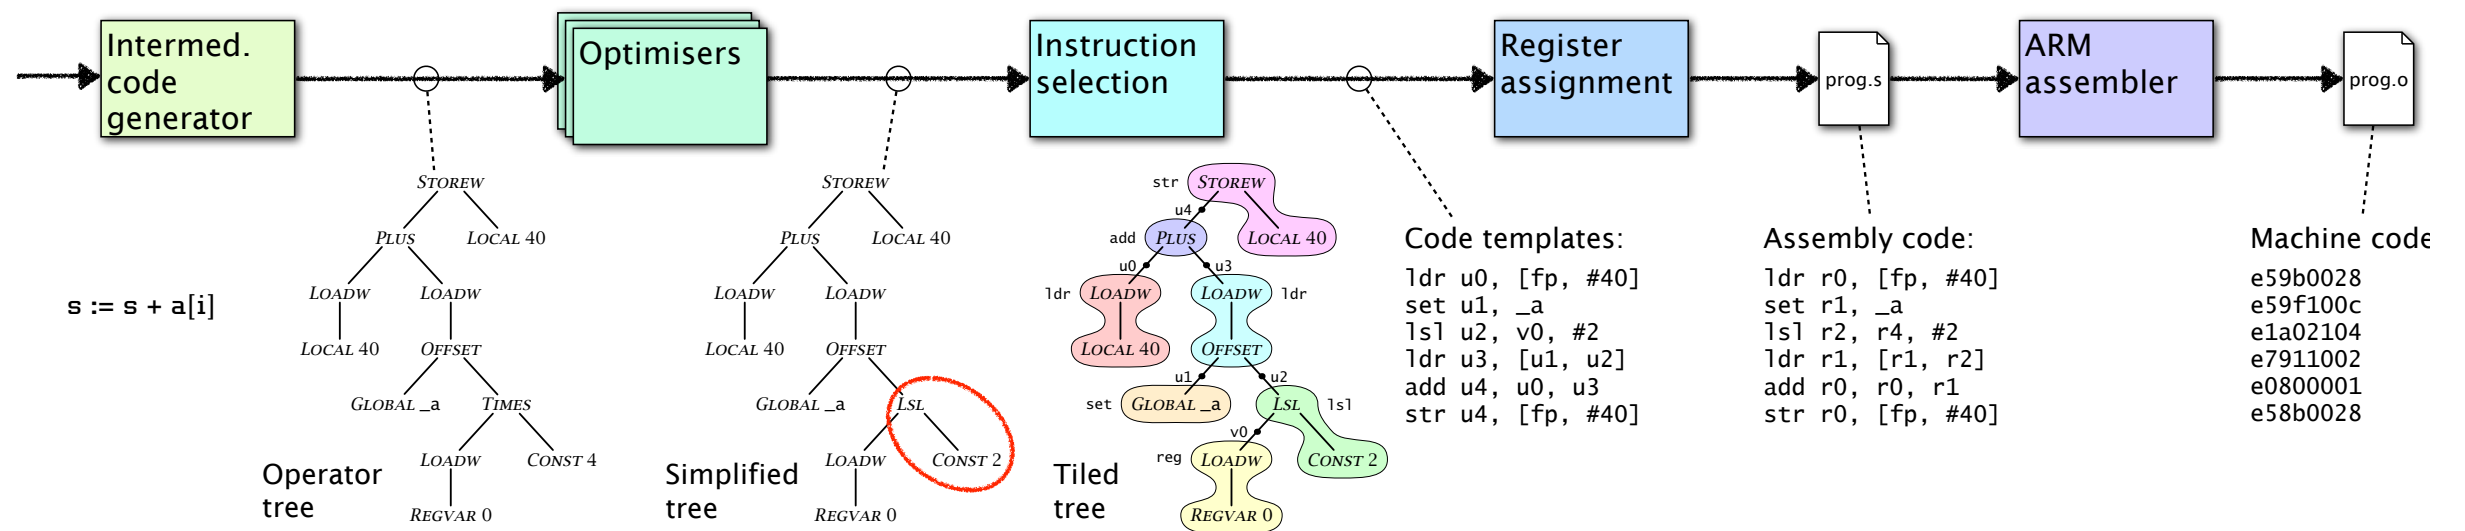 Intermed.
code
generator
Optimisers
Instruction
selection
Register
assignment
prog.s
ARM
assembler
prog.o
s := s + a[i]
STOREW
PLUS
LOCAL 40
LOADW
LOADW
LOCAL 40
OFFSET
GLOBAL _a
TIMES
LOADW
CONST 4
REGVAR 0
Operator
tree
STOREW
PLUS
LOCAL 40
LOADW
LOADW
LOCAL 40
OFFSET
GLOBAL _a
LSL
LOADW
CONST 2
REGVAR 0
Simplified
tree
str
STOREW
u4
add
PLUS
LOCAL 40
u0
u3
ldr
LOADW
LOADW
ldr
LOCAL 40
OFFSET
u1
u2
set
GLOBAL _a
LSL
lsl
v0
reg
LOADW
CONST 2
REGVAR 0
Tiled
tree
Code templates:
ldr u0, [fp, #40]
set u1, _a
lsl u2, v0, #2
ldr u3, [u1, u2]
add u4, u0, u3
str u4, [fp, #40]
Assembly code:
ldr r0, [fp, #40]
set r1, _a
lsl r2, r4, #2
ldr r1, [r1, r2]
add r0, r0, r1
str r0, [fp, #40]
Machine code
e59b0028
e59f100c
e1a02104
e7911002
e0800001
e58b0028